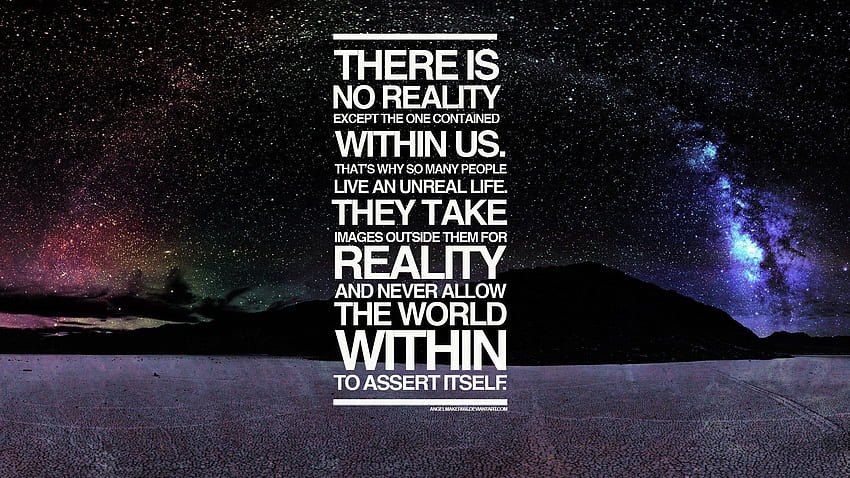 THERE IS
NO REALITY
EXCEPT THE ONE CONTAINED
WITHIN US.
THAT'S WHY SO MANY PEOPLE
LIVE AN UNREAL LIFE.
THEY TAKE
IMAGES OUTSIDE THEM FOR
REALITY
AND NEVER ALLOW
THE WORLD
WITHIN
TO ASSERT ITSELF.